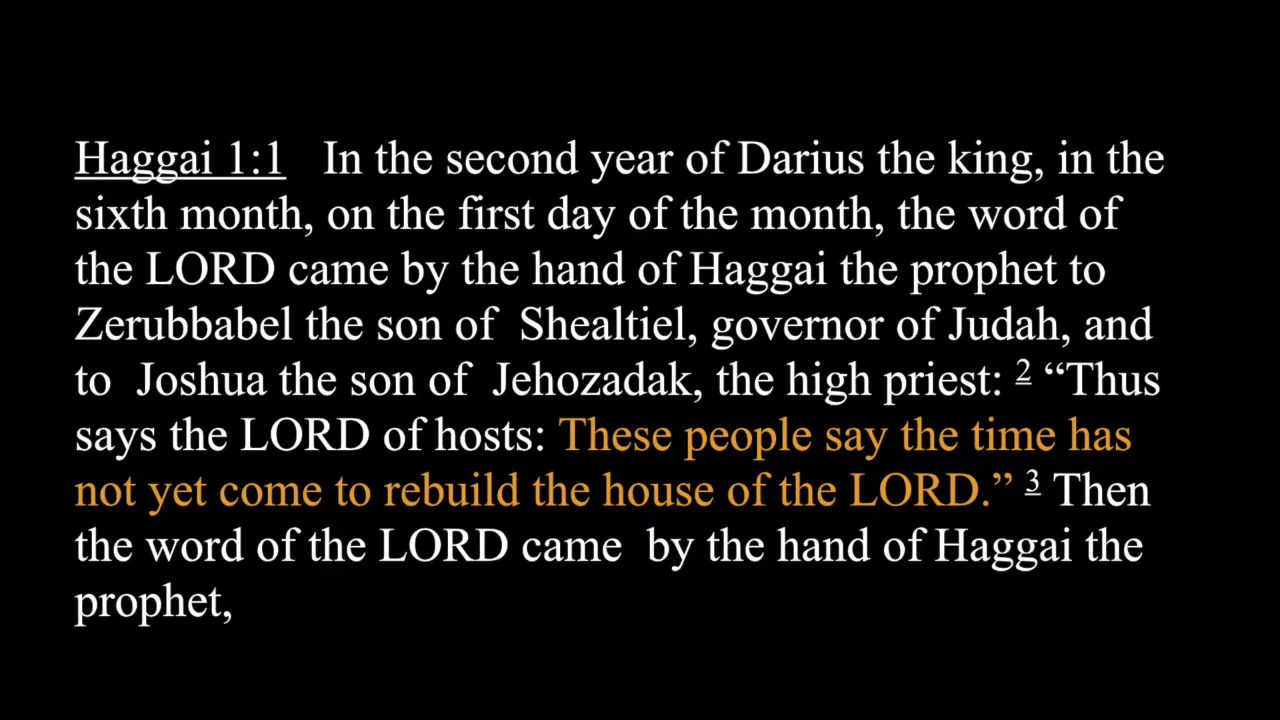 Haggai 1:1   In the second year of Darius the king, in the
sixth month, on the first day of the month, the word of
the LORD came by the hand of Haggai the prophet to
Zerubbabel the son of  Shealtiel, governor of Judah, and
to  Joshua the son of  Jehozadak, the high priest: 2 “Thus
says the LORD of hosts: These people say the time has
not yet come to rebuild the house of the LORD.” 3 Then
the word of the LORD came  by the hand of Haggai the
prophet,